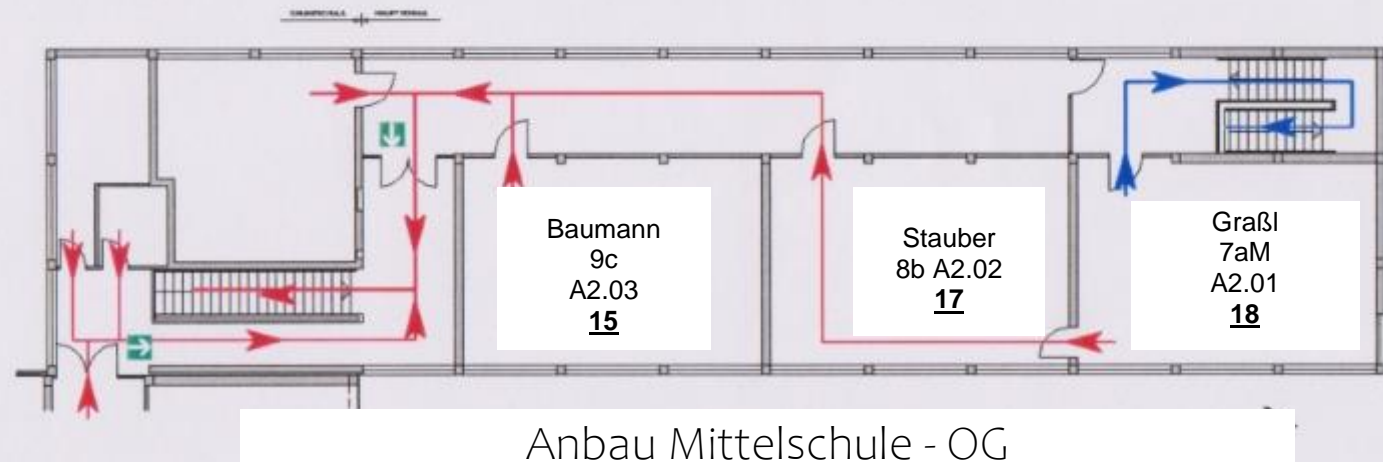 Baumann
9c
A2.03
15
Stauber
8b A2.02
17
Graßl
7aM
A2.01
18
Anbau Mittelschule - OG